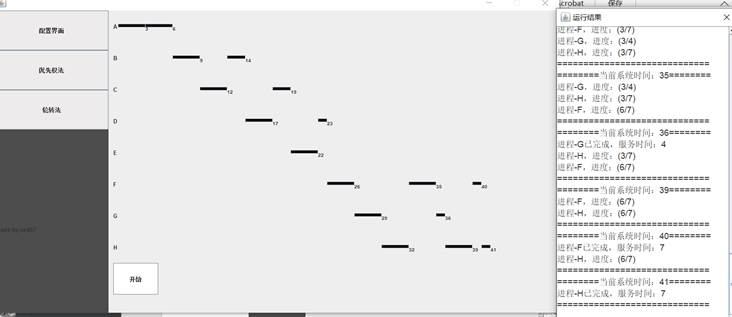 crobat
保存
运行结果
配置界面
优先权法
轮转法
A 3 6
B 9 14
C 12 19
D 17 23
E 22
F 26 35 40
G 29 36
H 32 39 41
开始
进程-F，进度：(3/7)
进程-G，进度：(3/4)
进程-H，进度：(3/7)
=============================
========当前系统时间：35========
进程-G，进度：(3/4)
进程-H，进度：(3/7)
进程-F，进度：(6/7)
=============================
========当前系统时间：36========
进程-G已完成，服务时间：4
进程-H，进度：(3/7)
进程-F，进度：(6/7)
=============================
========当前系统时间：39========
进程-F，进度：(6/7)
进程-H，进度：(6/7)
=============================
========当前系统时间：40========
进程-F已完成，服务时间：7
进程-H，进度：(6/7)
=============================
========当前系统时间：41========
进程-H已完成，服务时间：7
=============================